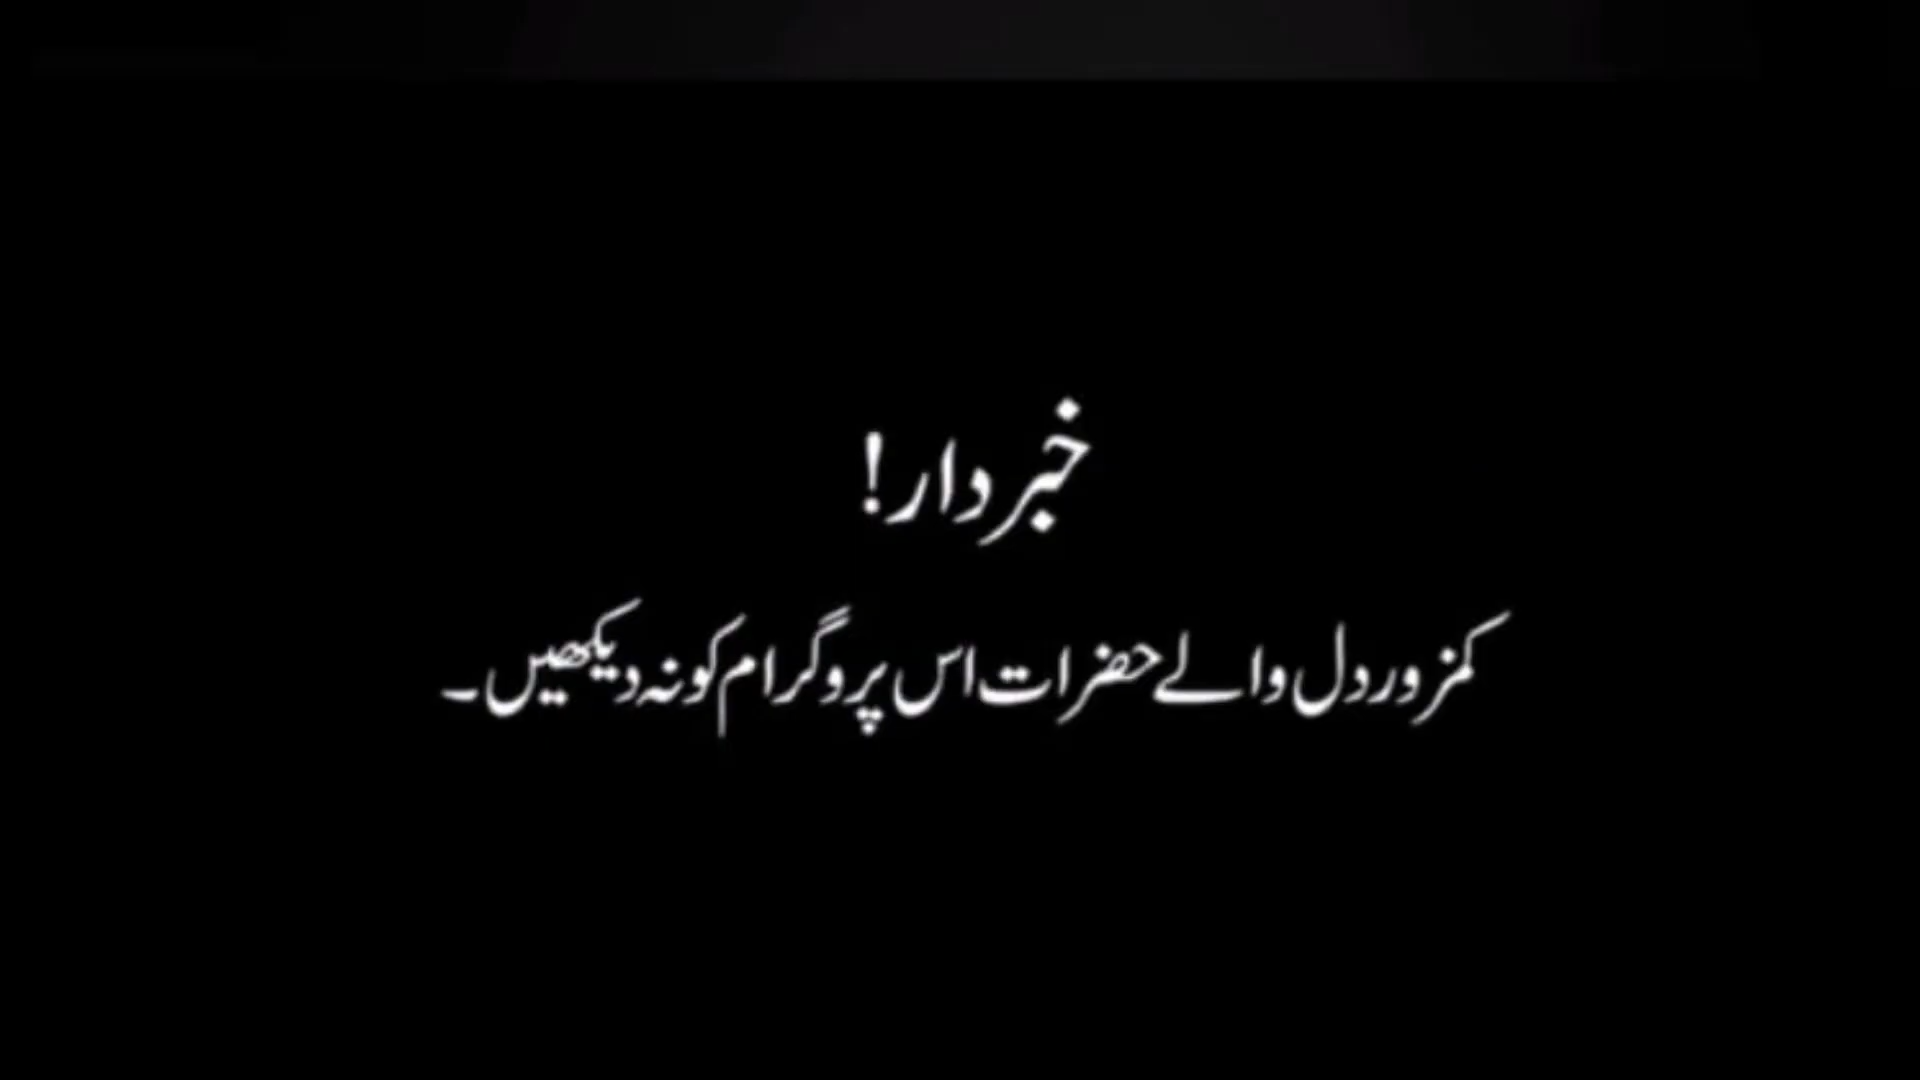 خبردار!
کمزور دل والے حضرات اس پروگرام کو نہ دیکھیں۔